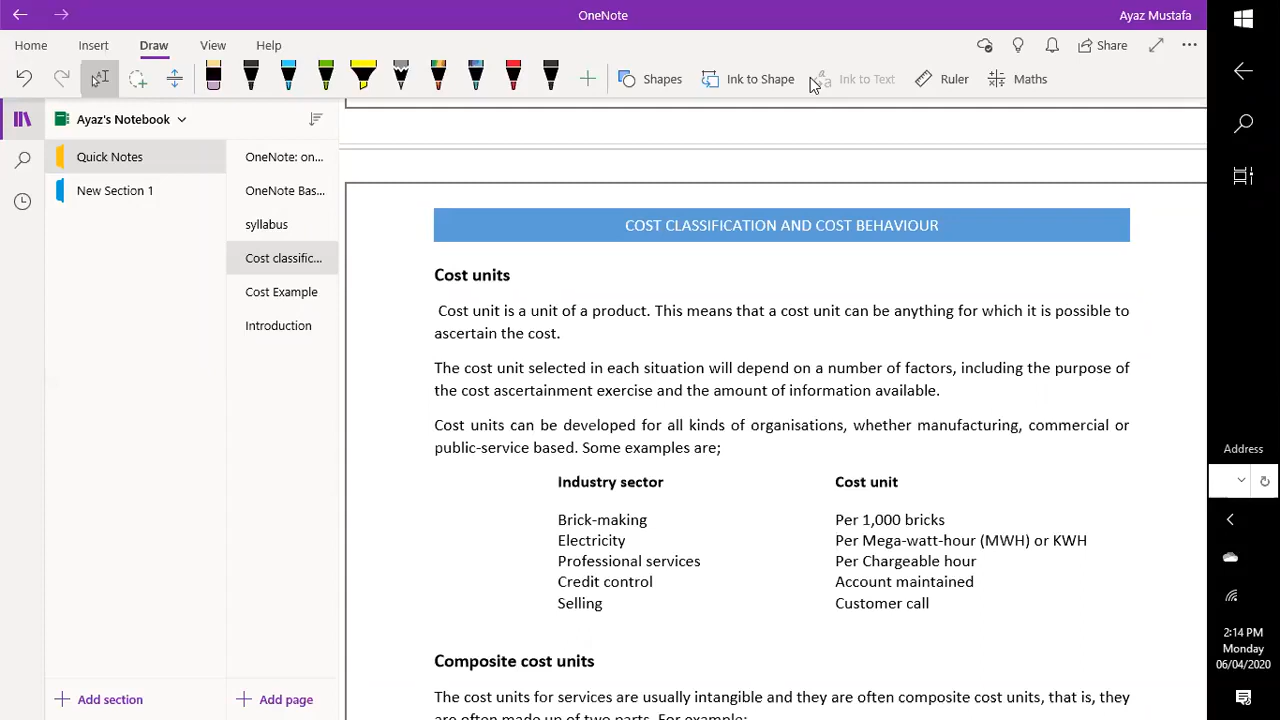 OneNote
Ayaz Mustafa
Home Insert Draw View Help
Share
Shapes Ink to Shape Ink to Text Ruler Maths
Ayaz's Notebook
Quick Notes
New Section 1
OneNote: on...
OneNote Bas...
syllabus
Cost classific...
Cost Example
Introduction
Add section
Add page
COST CLASSIFICATION AND COST BEHAVIOUR
Cost units
Cost unit is a unit of a product. This means that a cost unit can be anything for which it is possible to
ascertain the cost.
The cost unit selected in each situation will depend on a number of factors, including the purpose of
the cost ascertainment exercise and the amount of information available.
Cost units can be developed for all kinds of organisations, whether manufacturing, commercial or
public-service based. Some examples are;
Industry sector Cost unit
Brick-making Per 1,000 bricks
Electricity Per Mega-watt-hour (MWH) or KWH
Professional services Per Chargeable hour
Credit control Account maintained
Selling Customer call
Composite cost units
The cost units for services are usually intangible and they are often composite cost units, that is, they
are often made up of two parts. For example:
Address
2:14 PM
Monday
06/04/2020